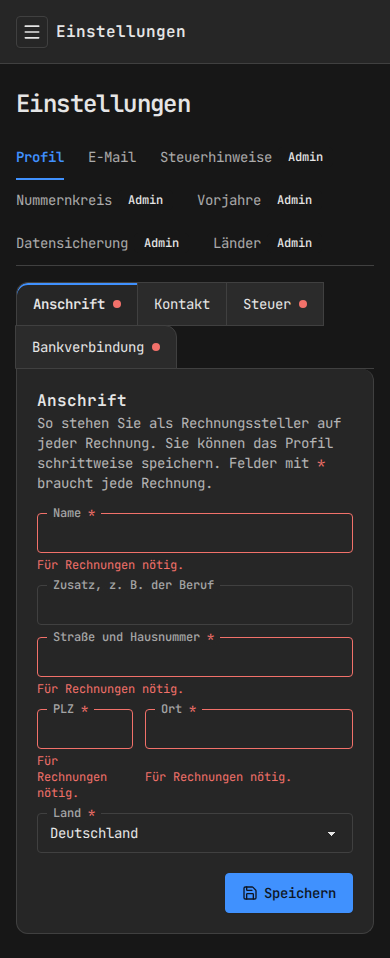 Einstellungen
Einstellungen
Profil E-Mail Steuerhinweise Admin
Nummernkreis Admin Vorjahre Admin
Datensicherung Admin Länder Admin
Anschrift Kontakt Steuer
Bankverbindung
Anschrift
So stehen Sie als Rechnungssteller auf
jeder Rechnung. Sie können das Profil
schrittweise speichern. Felder mit *
braucht jede Rechnung.
Name *
Für Rechnungen nötig.
Zusatz, z. B. der Beruf
Straße und Hausnummer *
Für Rechnungen nötig.
PLZ * Ort *
Für
Rechnungen
nötig.
Für Rechnungen nötig.
Land *
Deutschland
Speichern